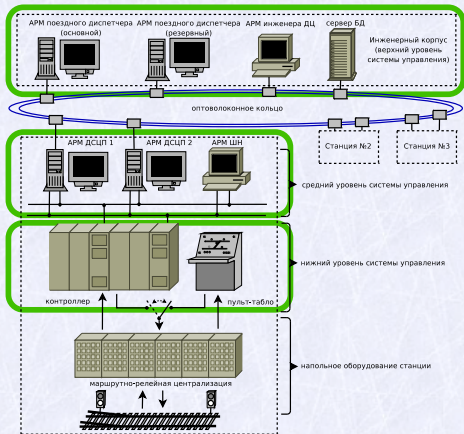 АРМ поездного диспетчера
(основной)
АРМ поездного диспетчера
(резервный)
АРМ инженера ДЦ
сервер БД
Инженерный корпус
(верхний уровень
системы управления)
оптоволоконное кольцо
АРМ ДСЦП 1
АРМ ДСЦП 2
АРМ ШН
Станция №2
Станция №3
средний уровень системы управления
нижний уровень системы управления
контроллер
пульт-табло
напольное оборудование станции
маршрутно-релейная централизация